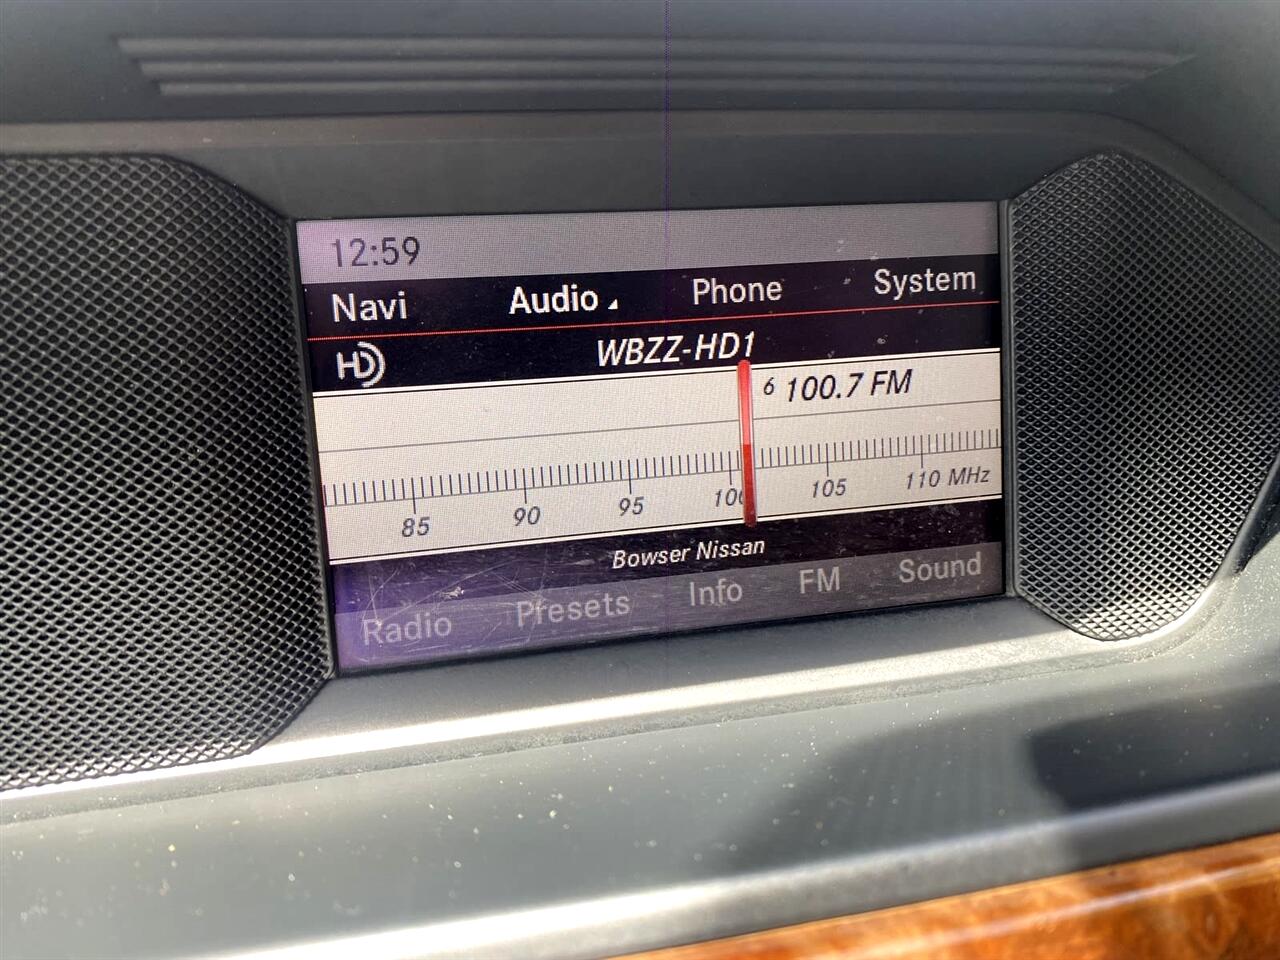 12:59
Navi Audio Phone System
HD WBZZ-HD1
6 100.7 FM
85 90 95 100 105 110 MHz
Bowser Nissan
Radio Presets Info FM Sound